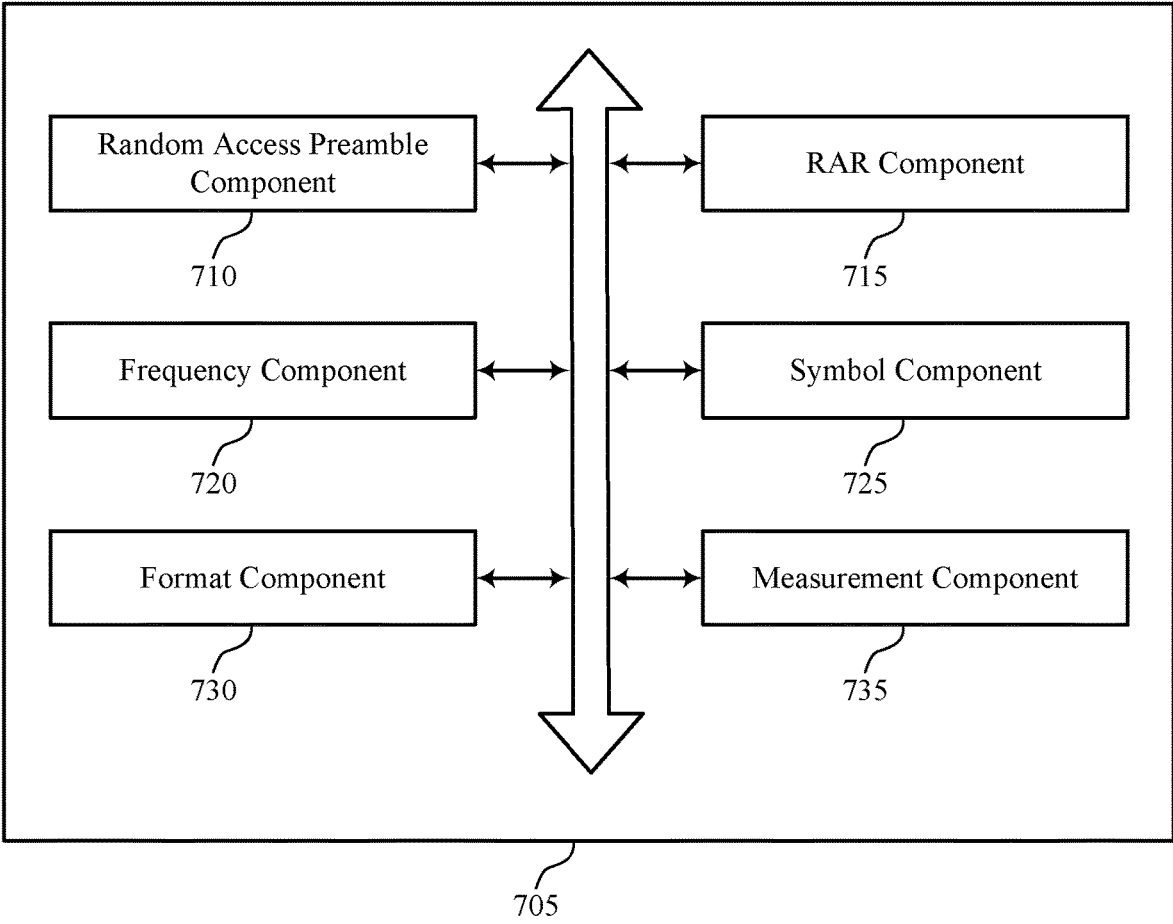 Random Access Preamble
Component
710
RAR Component
715
Frequency Component
720
Symbol Component
725
Format Component
730
Measurement Component
735
705